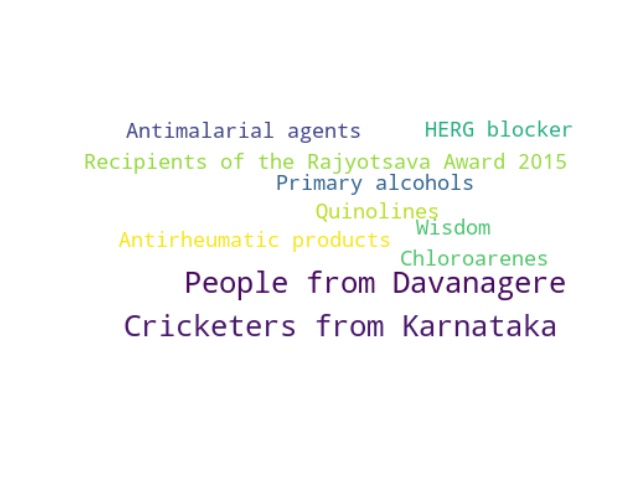 Antimalarial agents
HERG blocker
Recipients of the Rajyotsava Award 2015
Primary alcohols
Quinolines
Wisdom
Antirheumatic products
Chloroarenes
People from Davanagere
Cricketers from Karnataka